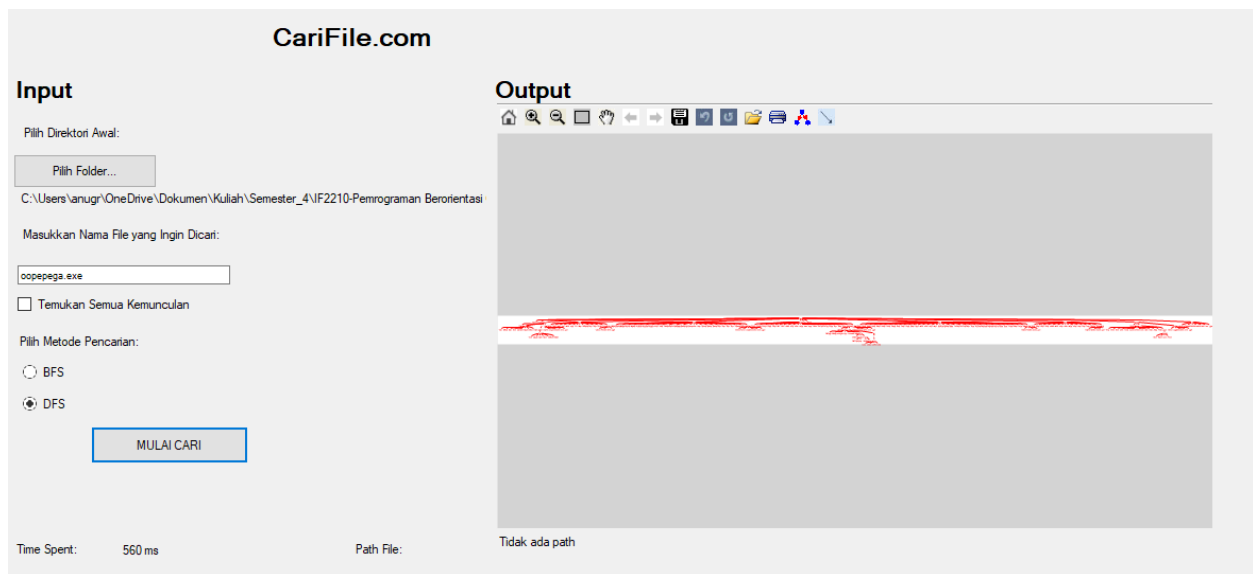 CariFile.com
Input
Pilih Direktori Awal:
Pilih Folder...
C:\Users\anugr\OneDrive\Dokumen\Kuliah\Semester_4\IF2210-Pemrograman Berorientasi
Masukkan Nama File yang Ingin Dicari:
oopepega.exe
Temukan Semua Kemunculan
Pilih Metode Pencarian:
BFS
DFS
MULAI CARI
Time Spent: 560 ms
Path File:
Output
Tidak ada path